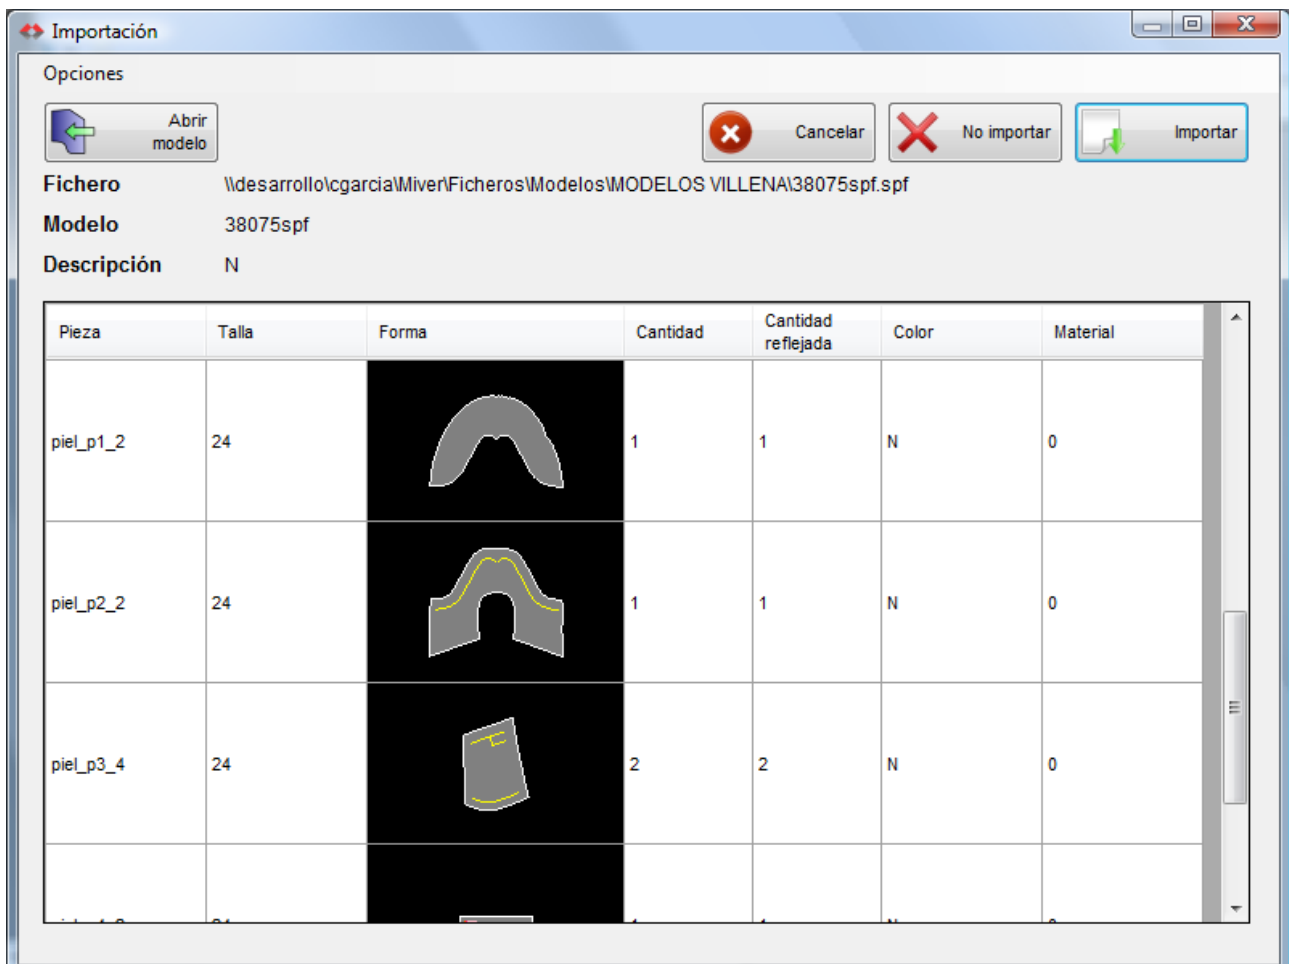 Importación
Opciones
Abrir modelo
Cancelar
No importar
Importar
Fichero \\desarrollo\cgarcia\Miver\Ficheros\Modelos\MODELOS VILLENA\38075spf.spf
Modelo 38075spf
Descripción N
Pieza Talla Forma Cantidad Cantidad reflejada Color Material
piel_p1_2 24 1 1 N 0
piel_p2_2 24 1 1 N 0
piel_p3_4 24 2 2 N 0